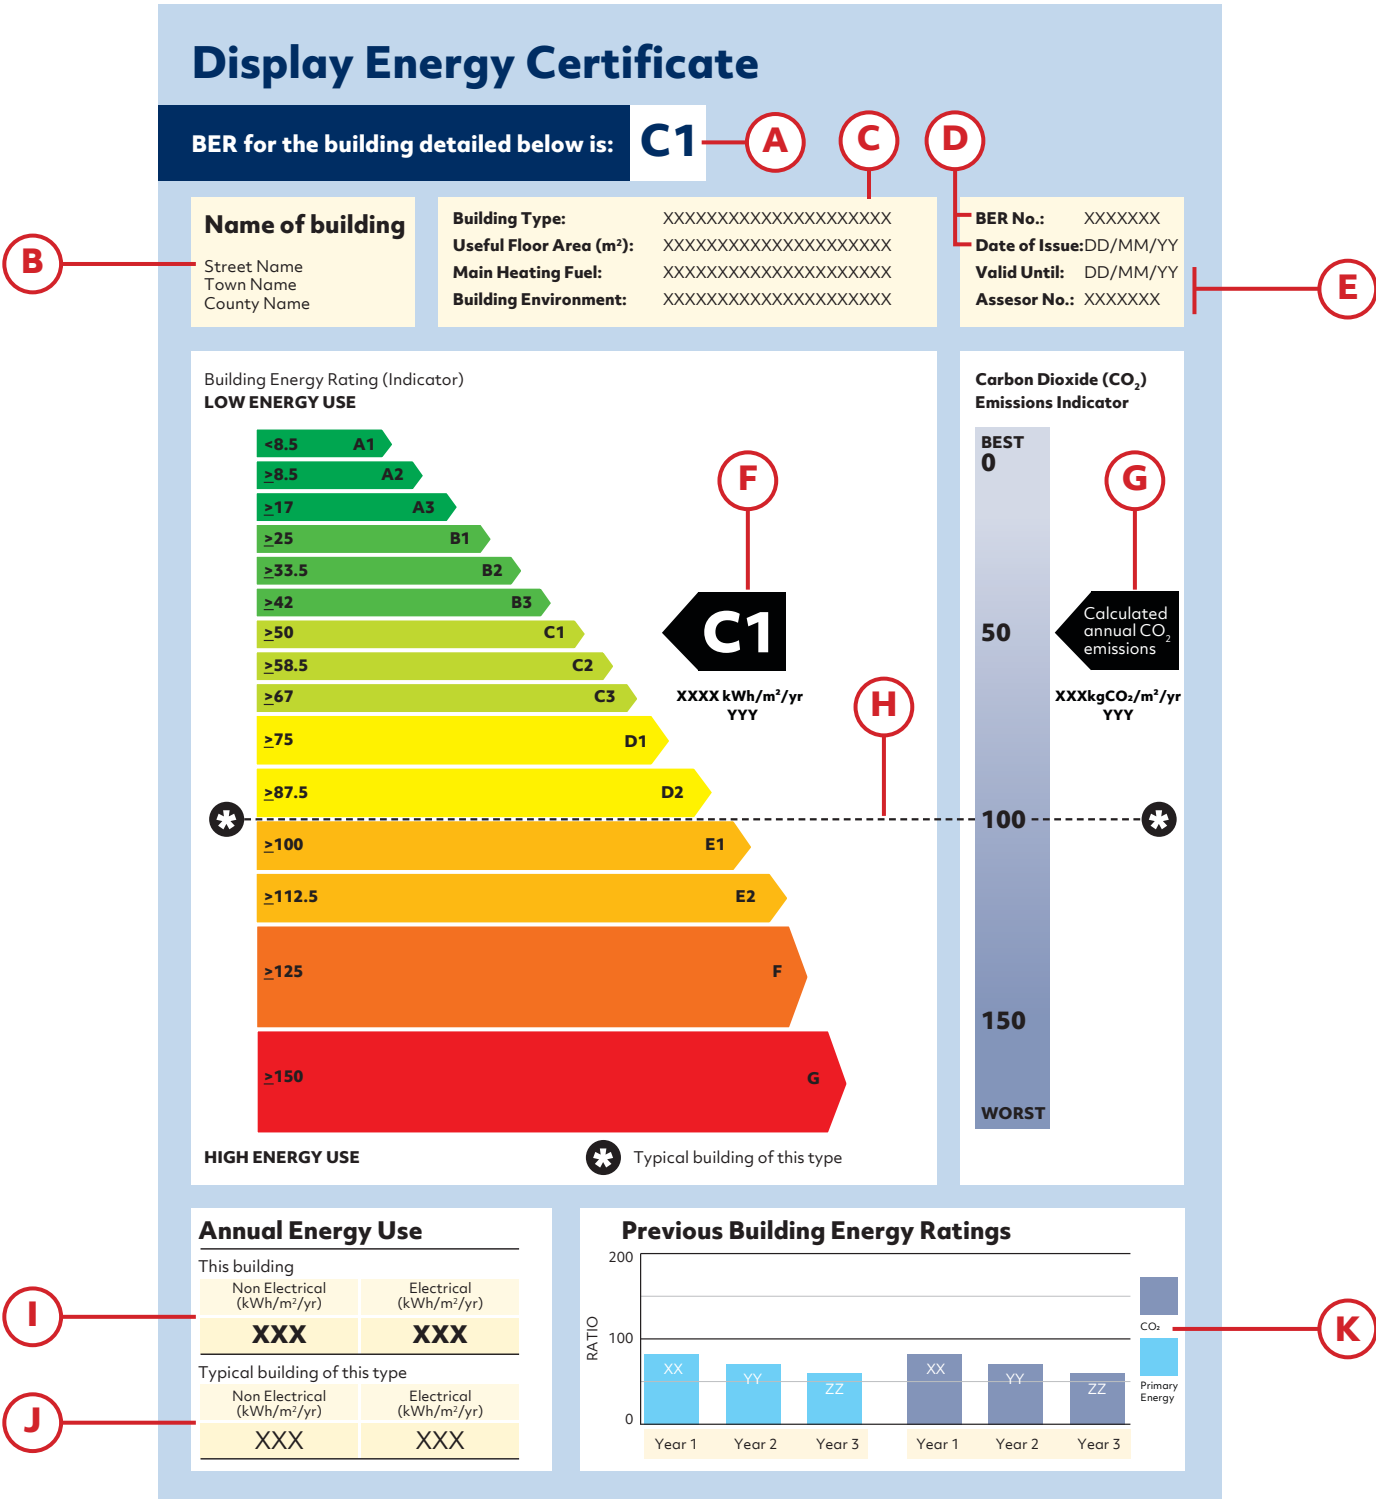 Display Energy Certificate
BER for the building detailed below is: C1
A
C
D
B
E
Name of building
Street Name
Town Name
County Name
Building Type: XXXXXXXXXXXXXXXXXXXXX
Useful Floor Area (m²): XXXXXXXXXXXXXXXXXXXXX
Main Heating Fuel: XXXXXXXXXXXXXXXXXXXXX
Building Environment: XXXXXXXXXXXXXXXXXXXXX
BER No.: XXXXXXX
Date of Issue: DD/MM/YY
Valid Until: DD/MM/YY
Assesor No.: XXXXXXX
Building Energy Rating (Indicator)
LOW ENERGY USE
<8.5 A1
≥8.5 A2
≥17 A3
≥25 B1
≥33.5 B2
≥42 B3
≥50 C1
≥58.5 C2
≥67 C3
≥75 D1
≥87.5 D2
≥100 E1
≥112.5 E2
≥125 F
≥150 G
HIGH ENERGY USE
* Typical building of this type
F
C1
XXXX kWh/m²/yr
YYY
H
*
Carbon Dioxide (CO₂)
Emissions Indicator
BEST
0
50
100
150
WORST
G
Calculated
annual CO₂
emissions
XXXkgCO₂/m²/yr
YYY
*
Annual Energy Use
This building
Non Electrical
(kWh/m²/yr)
Electrical
(kWh/m²/yr)
XXX XXX
I
Typical building of this type
Non Electrical
(kWh/m²/yr)
Electrical
(kWh/m²/yr)
XXX XXX
J
Previous Building Energy Ratings
RATIO
200
100
0
XX YY ZZ XX YY ZZ
Year 1 Year 2 Year 3 Year 1 Year 2 Year 3
CO₂
Primary
Energy
K